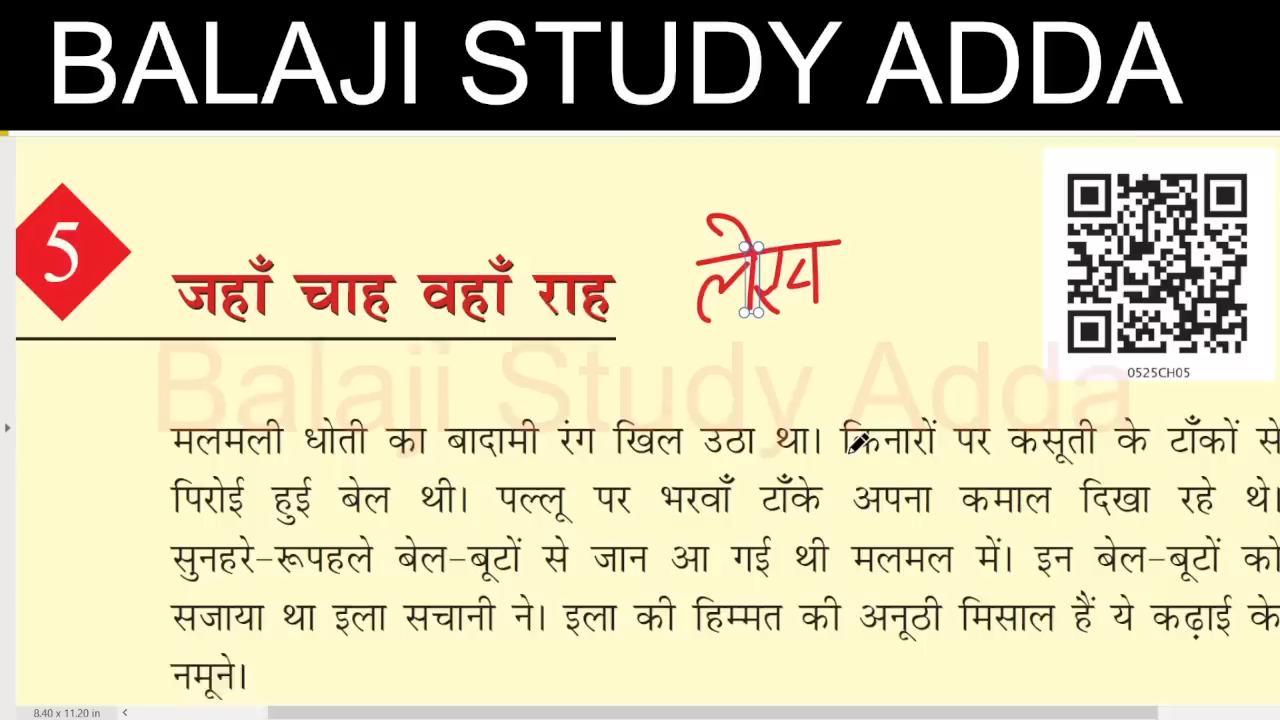 BALAJI STUDY ADDA
5
जहाँ चाह वहाँ राह
लेख
0525CH05
Balaji Study Adda
मलमली धोती का बादामी रंग खिल उठा था। किनारों पर कसूती के टाँकों से
पिरोई हुई बेल थी। पल्लू पर भरवाँ टाँके अपना कमाल दिखा रहे थे।
सुनहरे-रूपहले बेल-बूटों से जान आ गई थी मलमल में। इन बेल-बूटों को
सजाया था इला सचानी ने। इला की हिम्मत की अनूठी मिसाल हैं ये कढ़ाई के
नमूने।
8.40 x 11.20 in